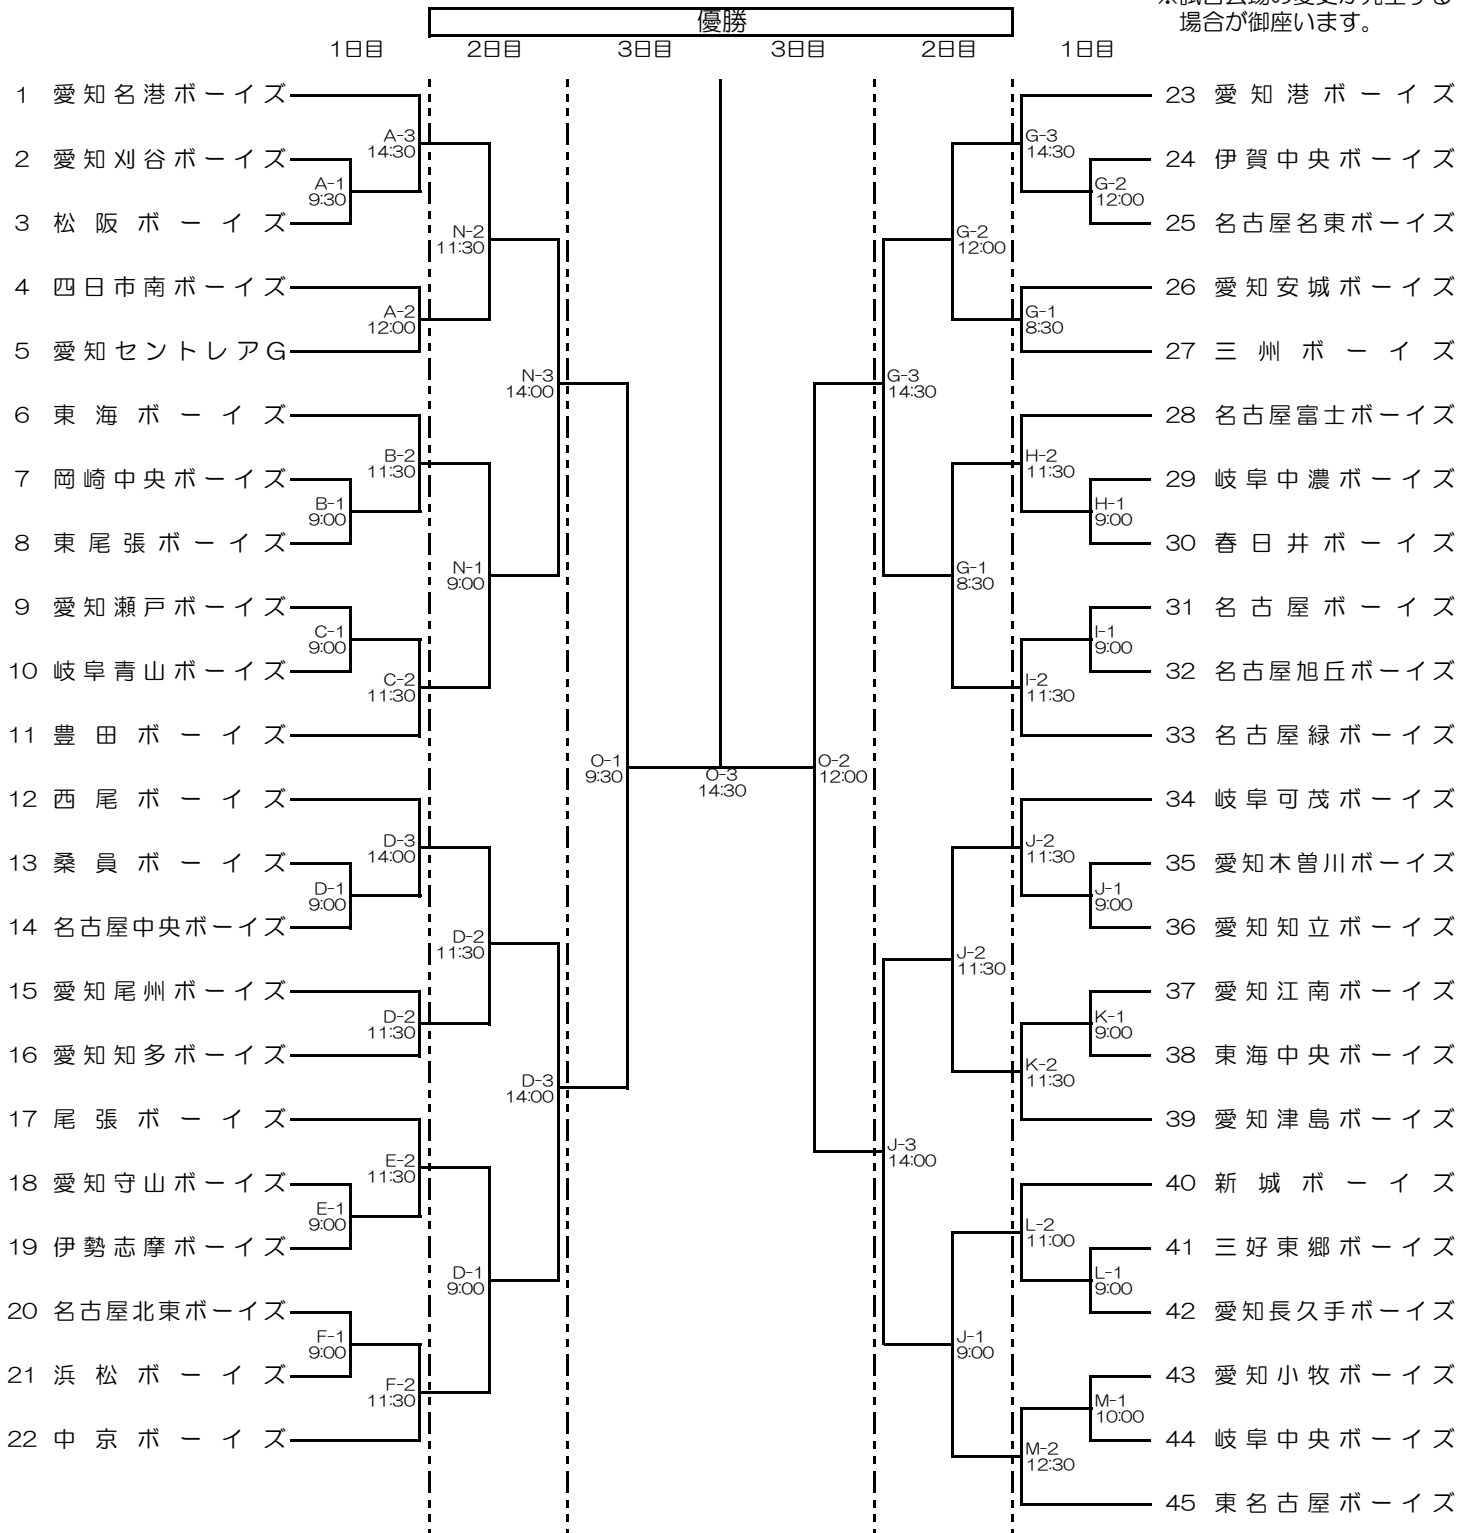 場合が御座います。
優勝
1日目 2日目 3日目 3日目 2日目 1日目
1 愛知名港ボーイズ
A-3
14:30
2 愛知刈谷ボーイズ
A-1
9:30
3 松阪ボーイズ
N-2
11:30
4 四日市南ボーイズ
A-2
12:00
5 愛知セントレアG
N-3
14:00
6 東海ボーイズ
B-2
11:30
7 岡崎中央ボーイズ
B-1
9:00
8 東尾張ボーイズ
N-1
9:00
9 愛知瀬戸ボーイズ
C-1
9:00
10 岐阜青山ボーイズ
C-2
11:30
11 豊田ボーイズ
O-1
9:30
12 西尾ボーイズ
D-3
14:00
13 桑員ボーイズ
D-1
9:00
14 名古屋中央ボーイズ
D-2
11:30
15 愛知尾州ボーイズ
D-2
11:30
16 愛知知多ボーイズ
D-3
14:00
17 尾張ボーイズ
E-2
11:30
18 愛知守山ボーイズ
E-1
9:00
19 伊勢志摩ボーイズ
D-1
9:00
20 名古屋北東ボーイズ
F-1
9:00
21 浜松ボーイズ
F-2
11:30
22 中京ボーイズ
O-3
14:30
23 愛知港ボーイズ
G-3
14:30
24 伊賀中央ボーイズ
G-2
12:00
25 名古屋名東ボーイズ
G-2
12:00
26 愛知安城ボーイズ
G-1
8:30
27 三州ボーイズ
G-3
14:30
28 名古屋富士ボーイズ
H-2
11:30
29 岐阜中濃ボーイズ
H-1
9:00
30 春日井ボーイズ
G-1
8:30
31 名古屋ボーイズ
I-1
9:00
32 名古屋旭丘ボーイズ
I-2
11:30
33 名古屋緑ボーイズ
O-2
12:00
34 岐阜可茂ボーイズ
J-2
11:30
35 愛知木曽川ボーイズ
J-1
9:00
36 愛知知立ボーイズ
J-2
11:30
37 愛知江南ボーイズ
K-1
9:00
38 東海中央ボーイズ
K-2
11:30
39 愛知津島ボーイズ
J-3
14:00
40 新城ボーイズ
L-2
11:00
41 三好東郷ボーイズ
L-1
9:00
42 愛知長久手ボーイズ
J-1
9:00
43 愛知小牧ボーイズ
M-1
10:00
44 岐阜中央ボーイズ
M-2
12:30
45 東名古屋ボーイズ